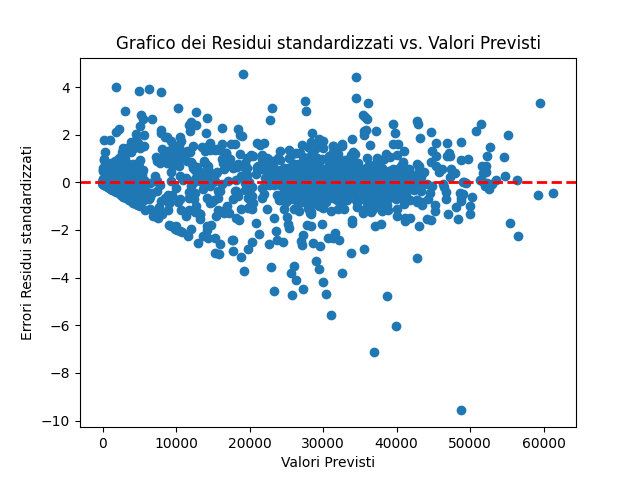 Grafico dei Residui standardizzati vs. Valori Previsti
Errori Residui standardizzati
4
2
0
−2
−4
−6
−8
−10
0 10000 20000 30000 40000 50000 60000
Valori Previsti